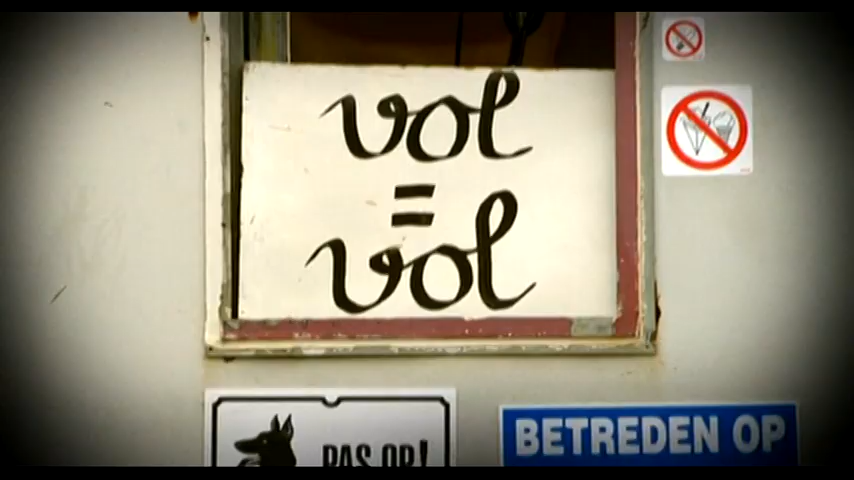 vol
=
vol
PAS OP!
BETREDEN OP